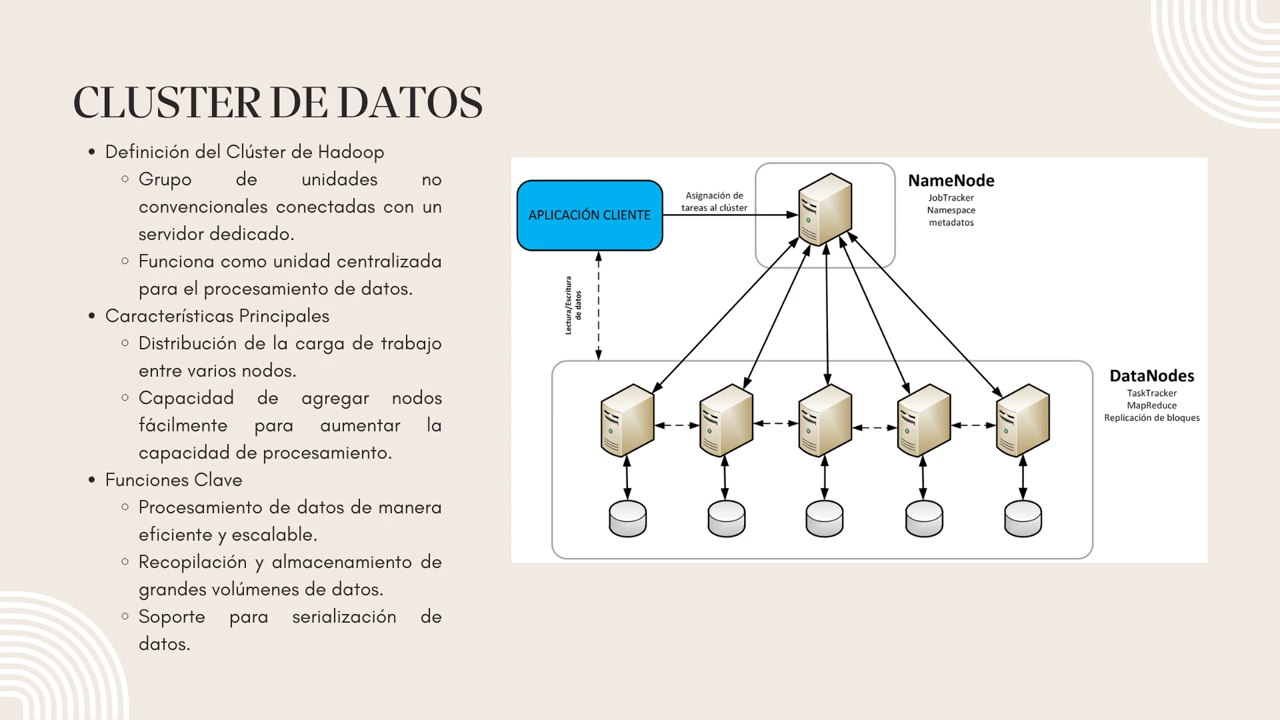 CLUSTER DE DATOS
• Definición del Clúster de Hadoop
◦ Grupo de unidades no
convencionales conectadas con un
servidor dedicado.
◦ Funciona como unidad centralizada
para el procesamiento de datos.
• Características Principales
◦ Distribución de la carga de trabajo
entre varios nodos.
◦ Capacidad de agregar nodos
fácilmente para aumentar la
capacidad de procesamiento.
• Funciones Clave
◦ Procesamiento de datos de manera
eficiente y escalable.
◦ Recopilación y almacenamiento de
grandes volúmenes de datos.
◦ Soporte para serialización de
datos.
APLICACIÓN CLIENTE
Asignación de
tareas al clúster
NameNode
JobTracker
Namespace
metadatos
Lectura/Escritura
de datos
DataNodes
TaskTracker
MapReduce
Replicación de bloques